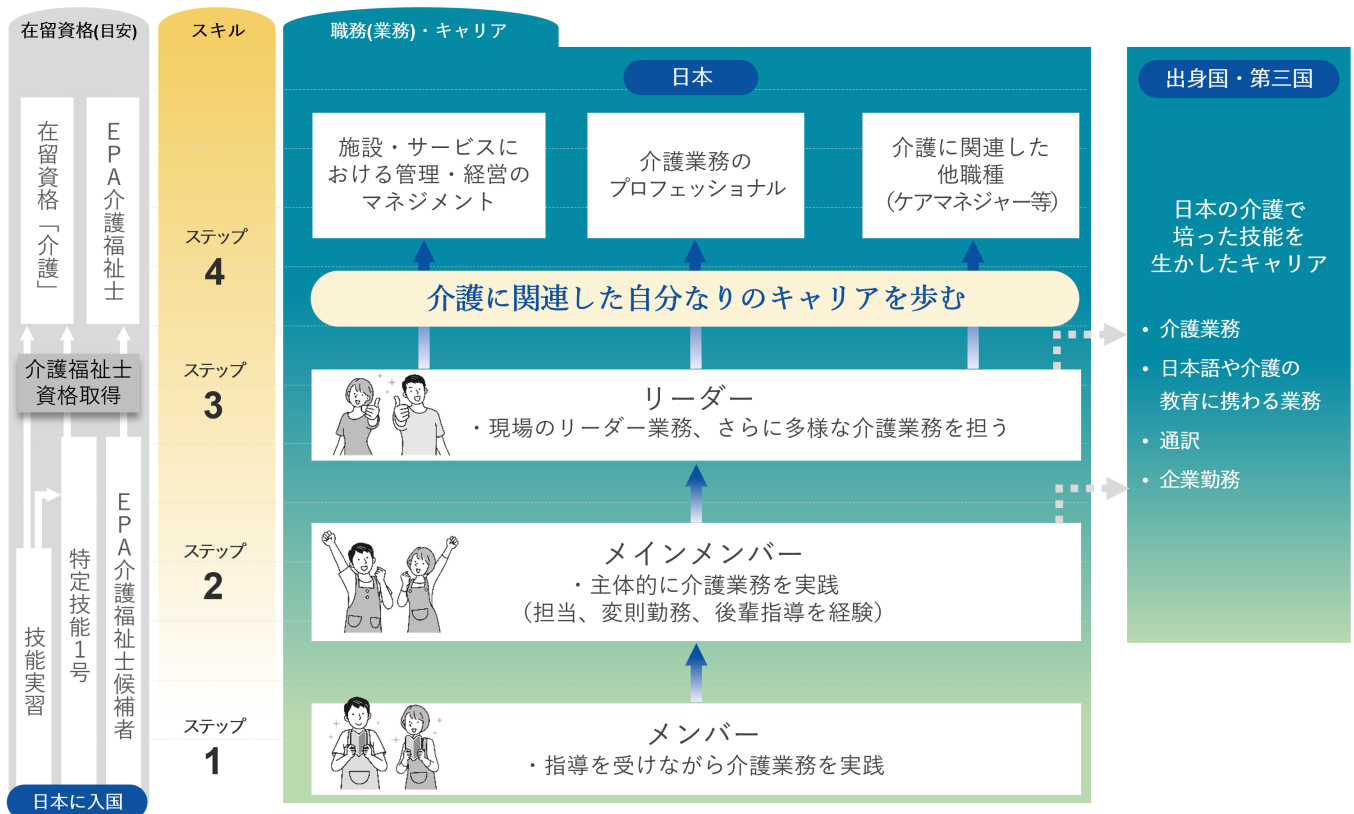 在留資格(目安)
スキル
職務(業務)・キャリア
日本
出身国・第三国
在留資格「介護」
EPA介護福祉士
介護福祉士
資格取得
技能実習
特定技能1号
EPA介護福祉士候補者
日本に入国
ステップ
4
ステップ
3
ステップ
2
ステップ
1
施設・サービスに
おける管理・経営の
マネジメント
介護業務の
プロフェッショナル
介護に関連した
他職種
（ケアマネジャー等）
介護に関連した自分なりのキャリアを歩む
リーダー
・現場のリーダー業務、さらに多様な介護業務を担う
メインメンバー
・主体的に介護業務を実践
（担当、変則勤務、後輩指導を経験）
メンバー
・指導を受けながら介護業務を実践
日本の介護で
培った技能を
生かしたキャリア
• 介護業務
• 日本語や介護の
教育に携わる業務
• 通訳
• 企業勤務